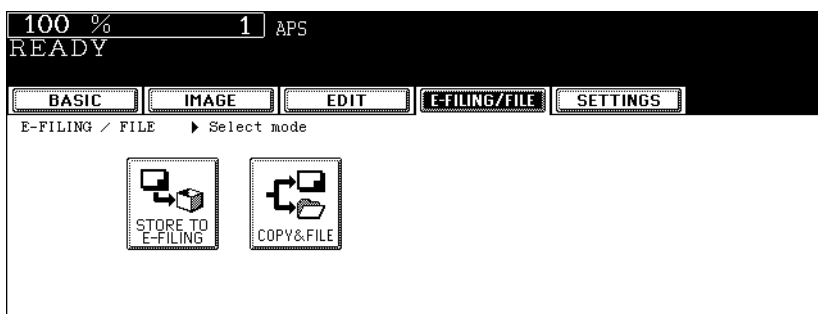 100 % 1 APS
READY
BASIC IMAGE EDIT E-FILING/FILE SETTINGS
E-FILING / FILE ▶ Select mode
STORE TO
E-FILING
COPY&FILE